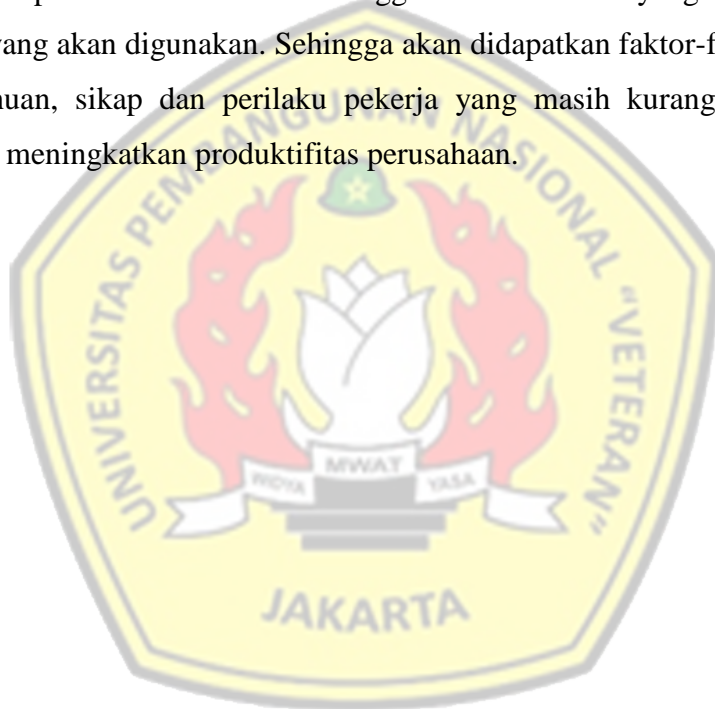 yang akan digunakan. Sehingga akan didapatkan faktor-f
uan, sikap dan perilaku pekerja yang masih kurang
meningkatkan produktifitas perusahaan.
UNIVERSITAS PEMBANGUNAN NASIONAL "VETERAN"
WIDYA MWAT YASA
JAKARTA